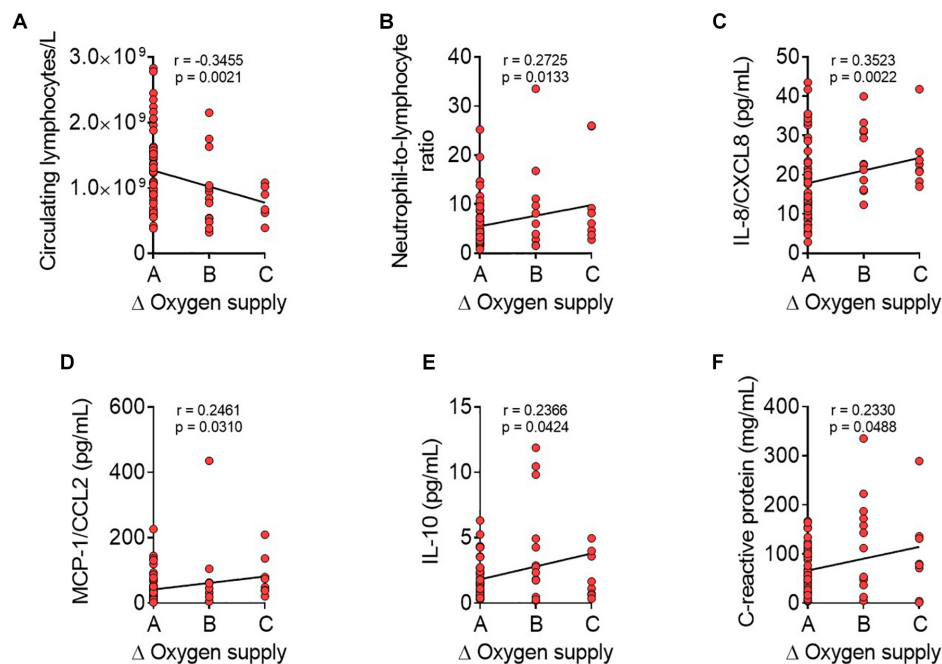 A
r = -0.3455
p = 0.0021
Circulating lymphocytes/L
3.0×10⁹
2.0×10⁹
1.0×10⁹
0
A B C
Δ Oxygen supply
B
r = 0.2725
p = 0.0133
Neutrophil-to-lymphocyte
ratio
40
30
20
10
0
A B C
Δ Oxygen supply
C
r = 0.3523
p = 0.0022
IL-8/CXCL8 (pg/mL)
50
40
30
20
10
0
A B C
Δ Oxygen supply
D
r = 0.2461
p = 0.0310
MCP-1/CCL2 (pg/mL)
600
400
200
0
A B C
Δ Oxygen supply
E
r = 0.2366
p = 0.0424
IL-10 (pg/mL)
15
10
5
0
A B C
Δ Oxygen supply
F
r = 0.2330
p = 0.0488
C-reactive protein (mg/mL)
400
300
200
100
0
A B C
Δ Oxygen supply